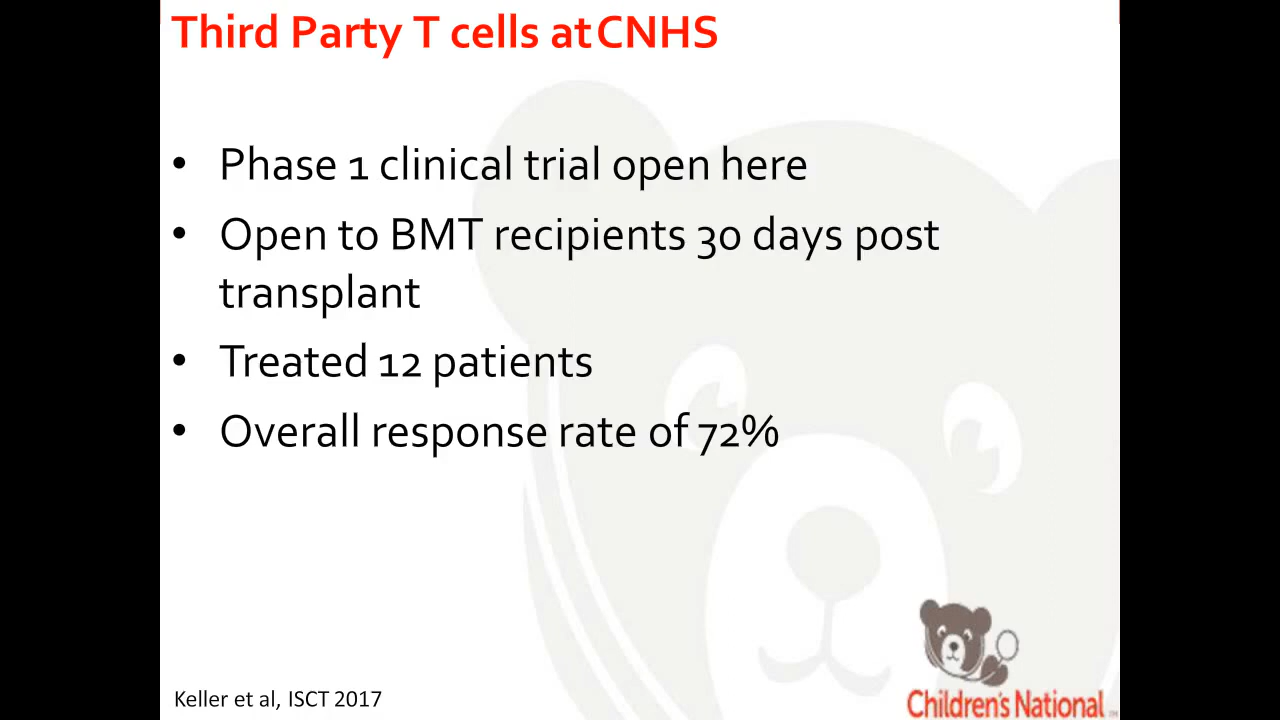 Third Party T cells at CNHS
• Phase 1 clinical trial open here
• Open to BMT recipients 30 days post
transplant
• Treated 12 patients
• Overall response rate of 72%
Keller et al, ISCT 2017
Children's National